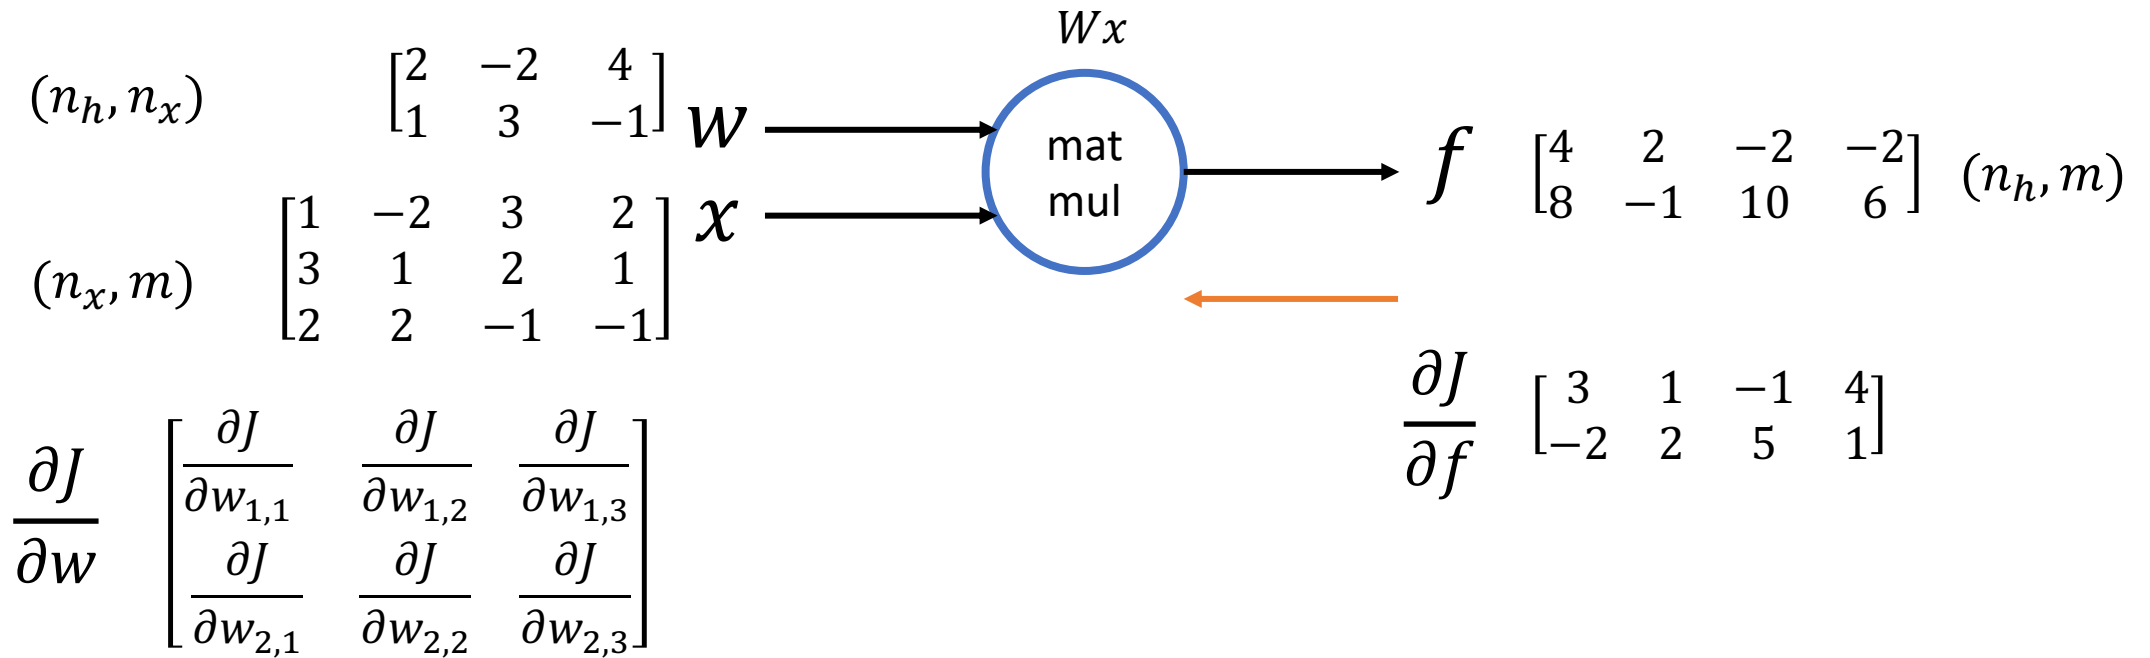 Wx
(n_h, n_x)
[2 −2 4
1 3 −1]
w
mat
mul
f
[4 2 −2 −2
8 −1 10 6]
(n_h, m)
(n_x, m)
[1 −2 3 2
3 1 2 1
2 2 −1 −1]
x
∂J/∂f
[3 1 −1 4
−2 2 5 1]
∂J/∂w
[∂J/∂w_{1,1} ∂J/∂w_{1,2} ∂J/∂w_{1,3}
∂J/∂w_{2,1} ∂J/∂w_{2,2} ∂J/∂w_{2,3}]